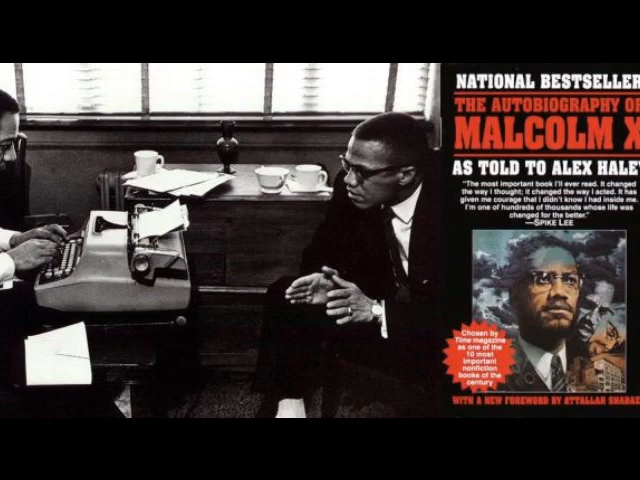 NATIONAL BESTSELLER
THE AUTOBIOGRAPHY OF
MALCOLM X
AS TOLD TO ALEX HALEY
"The most important book I'll ever read. It changed
the way I thought; it changed the way I acted. It has
given me courage that I didn't know I had inside me.
I'm one of hundreds of thousands whose life was
changed for the better."
—SPIKE LEE
Chosen by
Time magazine
as one of the
10 most
important
nonfiction
books of the
century
WITH A NEW FOREWORD BY ATTALLAH SHABAZZ